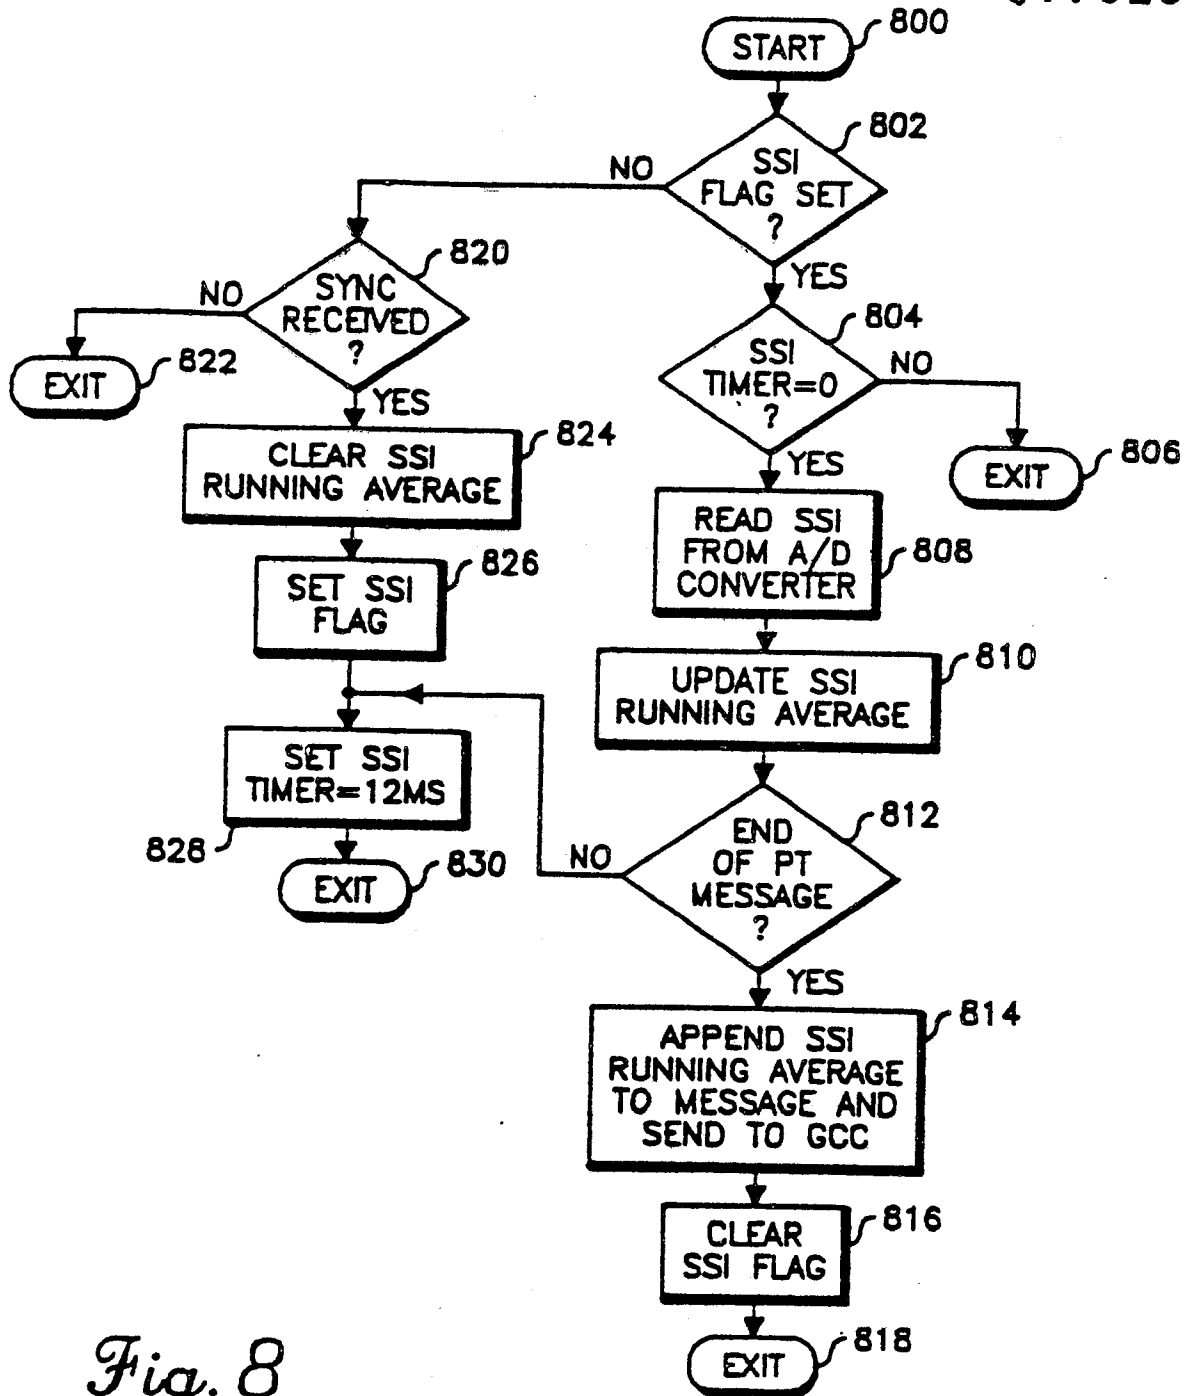 800
START
802
SSI
FLAG SET
?
NO
YES
820
SYNC
RECEIVED
?
NO
YES
822
EXIT
804
SSI
TIMER=0
?
NO
YES
806
EXIT
824
CLEAR SSI
RUNNING AVERAGE
808
READ SSI
FROM A/D
CONVERTER
826
SET SSI
FLAG
810
UPDATE SSI
RUNNING AVERAGE
SET SSI
TIMER=12MS
828
812
END
OF PT
MESSAGE
?
NO
YES
830
EXIT
814
APPEND SSI
RUNNING AVERAGE
TO MESSAGE AND
SEND TO GCC
816
CLEAR
SSI FLAG
818
EXIT
Fig. 8